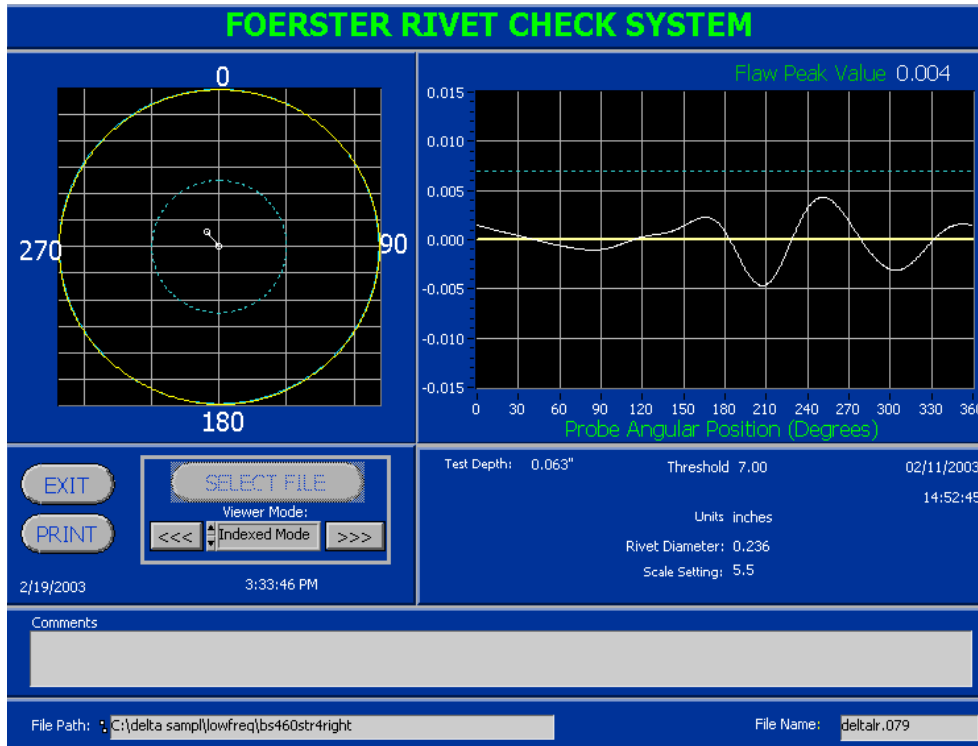 FOERSTER RIVET CHECK SYSTEM
0
270
90
180
Flaw Peak Value 0.004
0.015
0.010
0.005
0.000
-0.005
-0.010
-0.015
0 30 60 90 120 150 180 210 240 270 300 330 360
Probe Angular Position (Degrees)
EXIT
PRINT
SELECT FILE
Viewer Mode:
<<< Indexed Mode >>>
2/19/2003 3:33:46 PM
Test Depth: 0.063" Threshold 7.00 02/11/2003
14:52:45
Units inches
Rivet Diameter: 0.236
Scale Setting: 5.5
Comments
File Path: C:\delta sampl\lowfreq\bs460str4right File Name: deltalr.079